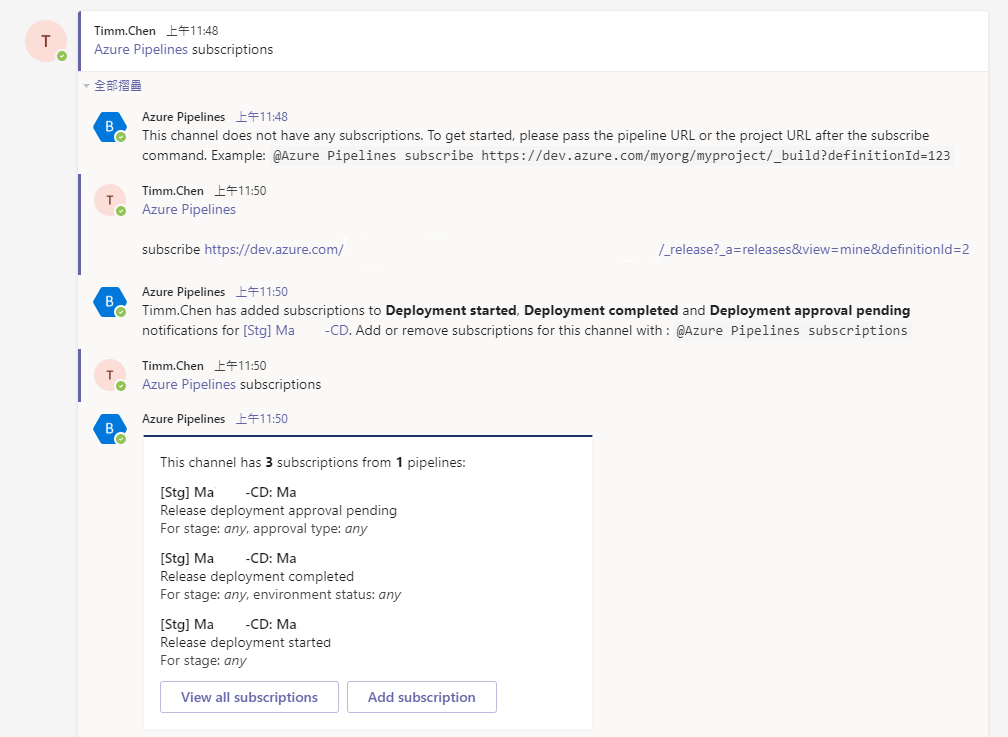 T
Timm.Chen 上午11:48
Azure Pipelines subscriptions
全部摺疊
B
Azure Pipelines 上午11:48
This channel does not have any subscriptions. To get started, please pass the pipeline URL or the project URL after the subscribe
command. Example: @Azure Pipelines subscribe https://dev.azure.com/myorg/myproject/_build?definitionId=123
T
Timm.Chen 上午11:50
Azure Pipelines
subscribe https://dev.azure.com/ /_release?_a=releases&view=mine&definitionId=2
B
Azure Pipelines 上午11:50
Timm.Chen has added subscriptions to Deployment started, Deployment completed and Deployment approval pending
notifications for [Stg] Ma -CD. Add or remove subscriptions for this channel with : @Azure Pipelines subscriptions
T
Timm.Chen 上午11:50
Azure Pipelines subscriptions
B
Azure Pipelines 上午11:50
This channel has 3 subscriptions from 1 pipelines:
[Stg] Ma -CD: Ma
Release deployment approval pending
For stage: any, approval type: any
[Stg] Ma -CD: Ma
Release deployment completed
For stage: any, environment status: any
[Stg] Ma -CD: Ma
Release deployment started
For stage: any
View all subscriptions Add subscription